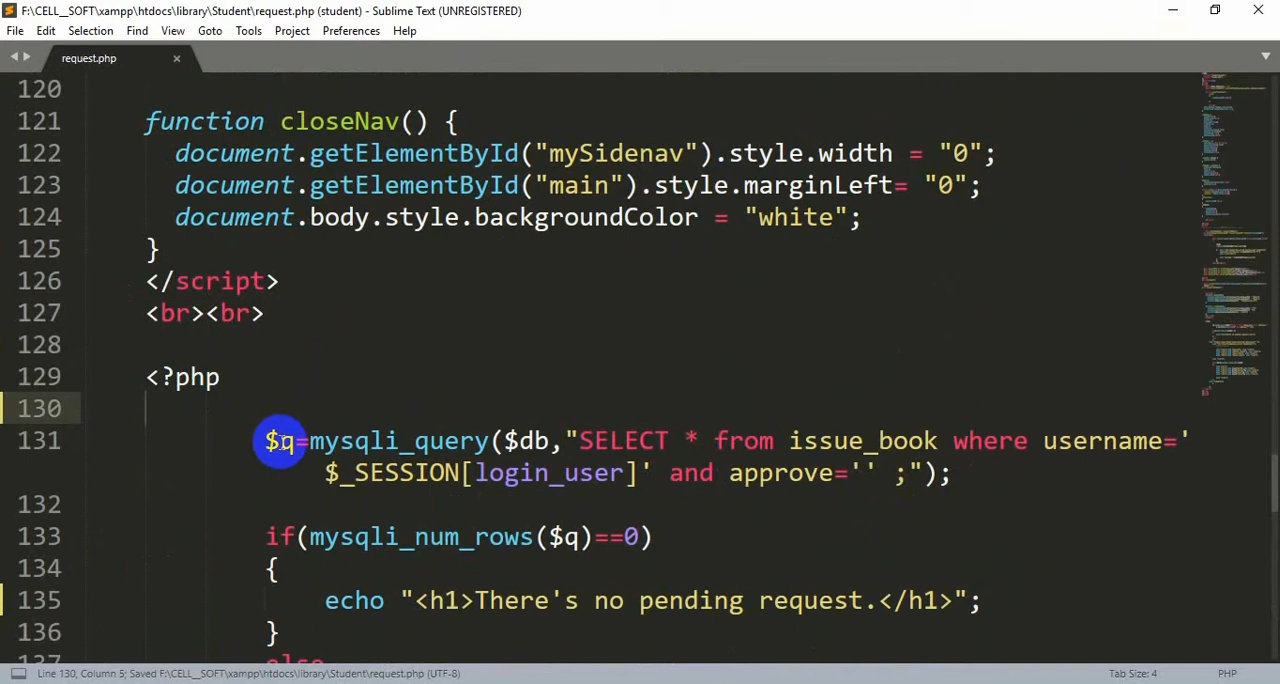 F:\CELL__SOFT\xampp\htdocs\library\Student\request.php (student) - Sublime Text (UNREGISTERED)
File Edit Selection Find View Goto Tools Project Preferences Help
request.php
120
121 function closeNav() {
122 document.getElementById("mySidenav").style.width = "0";
123 document.getElementById("main").style.marginLeft= "0";
124 document.body.style.backgroundColor = "white";
125 }
126 </script>
127 <br><br>
128
129 <?php
130
131 $q=mysqli_query($db,"SELECT * from issue_book where username='
$_SESSION[login_user]' and approve='' ;");
132
133 if(mysqli_num_rows($q)==0)
134 {
135 echo "<h1>There's no pending request.</h1>";
136 }
137 else
Line 130, Column 5; Saved F:\CELL__SOFT\xampp\htdocs\library\Student\request.php (UTF-8)
Tab Size: 4
PHP